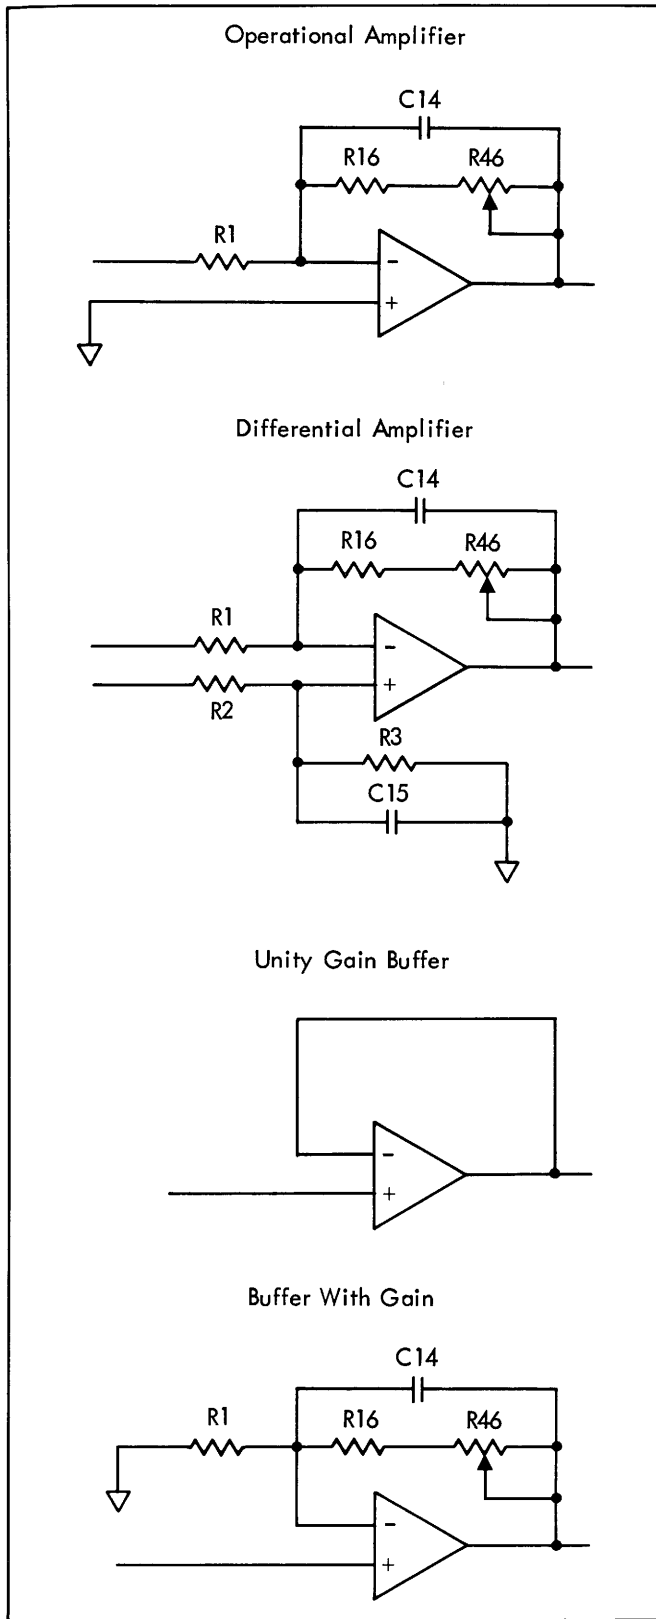 Operational Amplifier
C14
R16 R46
R1
-
+
Differential Amplifier
C14
R16 R46
R1
-
+
R2
R3
C15
Unity Gain Buffer
-
+
Buffer With Gain
C14
R1 R16 R46
-
+